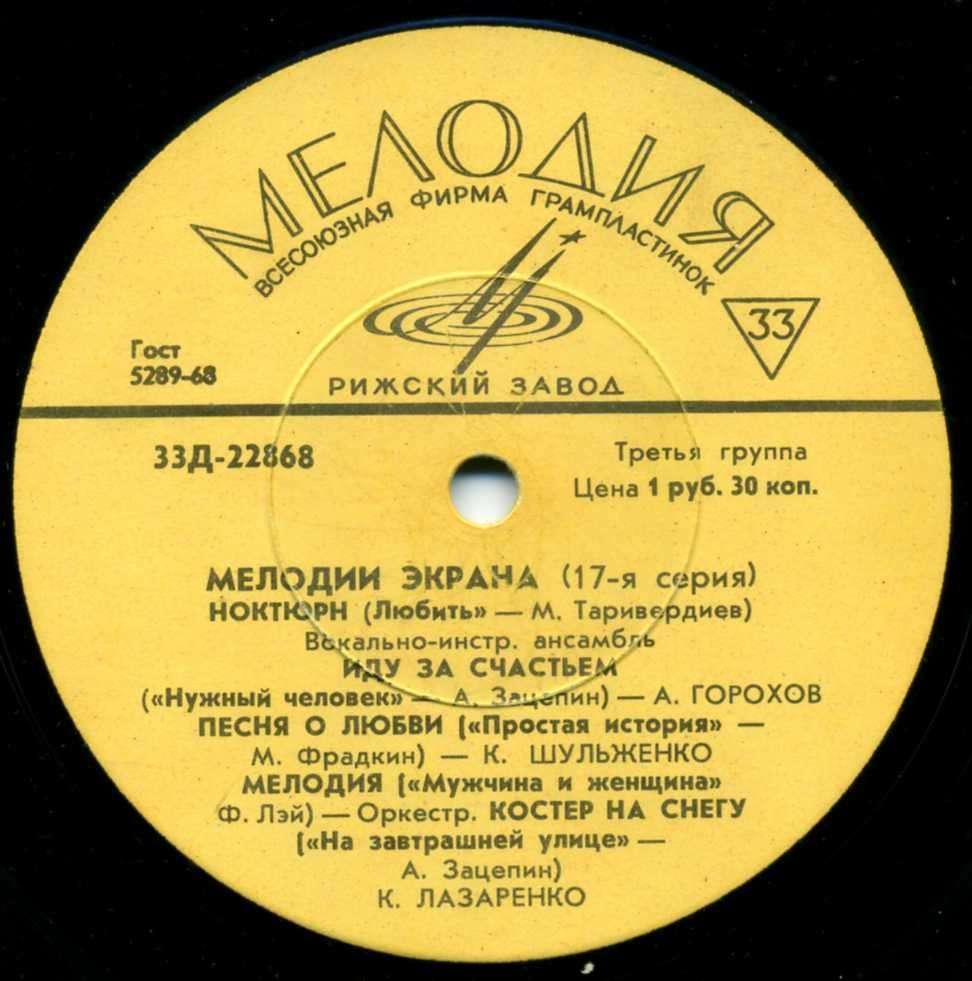 МЕЛОДИЯ
ВСЕСОЮЗНАЯ ФИРМА ГРАМПЛАСТИНОК
33
Гост
5289-68
РИЖСКИЙ ЗАВОД
33Д-22868
Третья группа
Цена 1 руб. 30 коп.
МЕЛОДИИ ЭКРАНА (17-я серия)
НОКТЮРН (Любить» — М. Таривердиев)
Вокально-инстр. ансамбль
ИДУ ЗА СЧАСТЬЕМ
(«Нужный человек» — А. Зацепин) — А. ГОРОХОВ
ПЕСНЯ О ЛЮБВИ («Простая история» —
М. Фрадкин) — К. ШУЛЬЖЕНКО
МЕЛОДИЯ («Мужчина и женщина»
Ф. Лэй) — Оркестр. КОСТЕР НА СНЕГУ
(«На завтрашней улице» —
А. Зацепин)
К. ЛАЗАРЕНКО